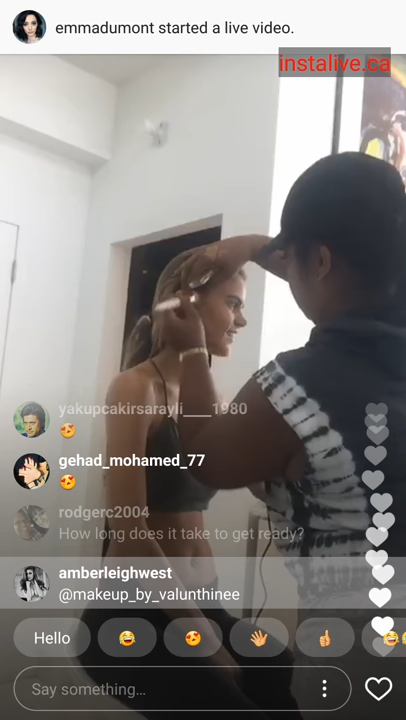 emmadumont started a live video.
instalive.ca
yakupcakirsarayli____1980
😍
gehad_mohamed_77
😍
rodgerc2004
How long does it take to get ready?
amberleighwest
@makeup_by_valunthinee
Hello 😂 😍 👋 👍 😂
Say something...